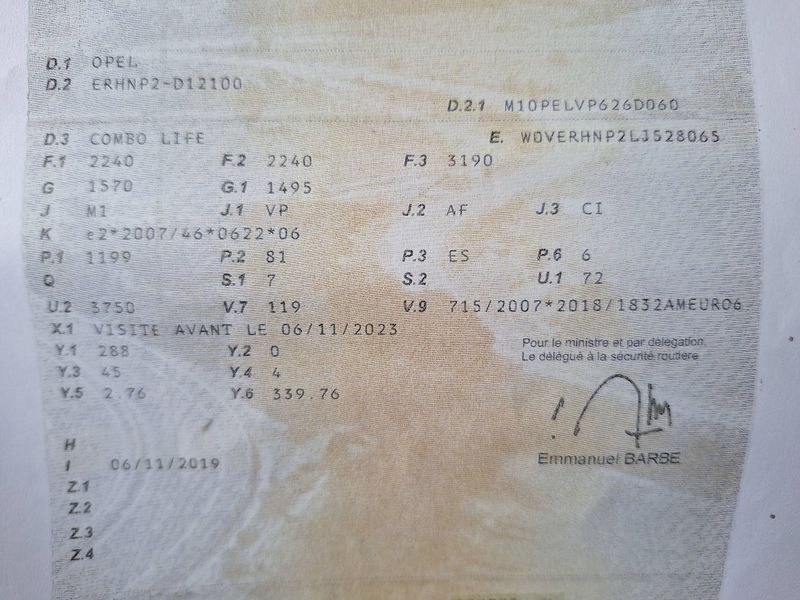 D.1 OPEL
D.2 ERHNP2-D12100
D.2.1 M10PELVP626D060
D.3 COMBO LIFE E. W0VERHNP2LJ528065
F.1 2240 F.2 2240 F.3 3190
G 1570 G.1 1495
J M1 J.1 VP J.2 AF J.3 CI
K e2*2007/46*0622*06
P.1 1199 P.2 81 P.3 ES P.6 6
Q S.1 7 S.2 U.1 72
U.2 3750 V.7 119 V.9 715/2007*2018/1832AMEURO6
X.1 VISITE AVANT LE 06/11/2023
Pour le ministre et par délégation,
Le délégué à la sécurité routière
Y.1 288 Y.2 0
Y.3 45 Y.4 4
Y.5 2.76 Y.6 339.76
Emmanuel BARBE
H
I 06/11/2019
Z.1
Z.2
Z.3
Z.4